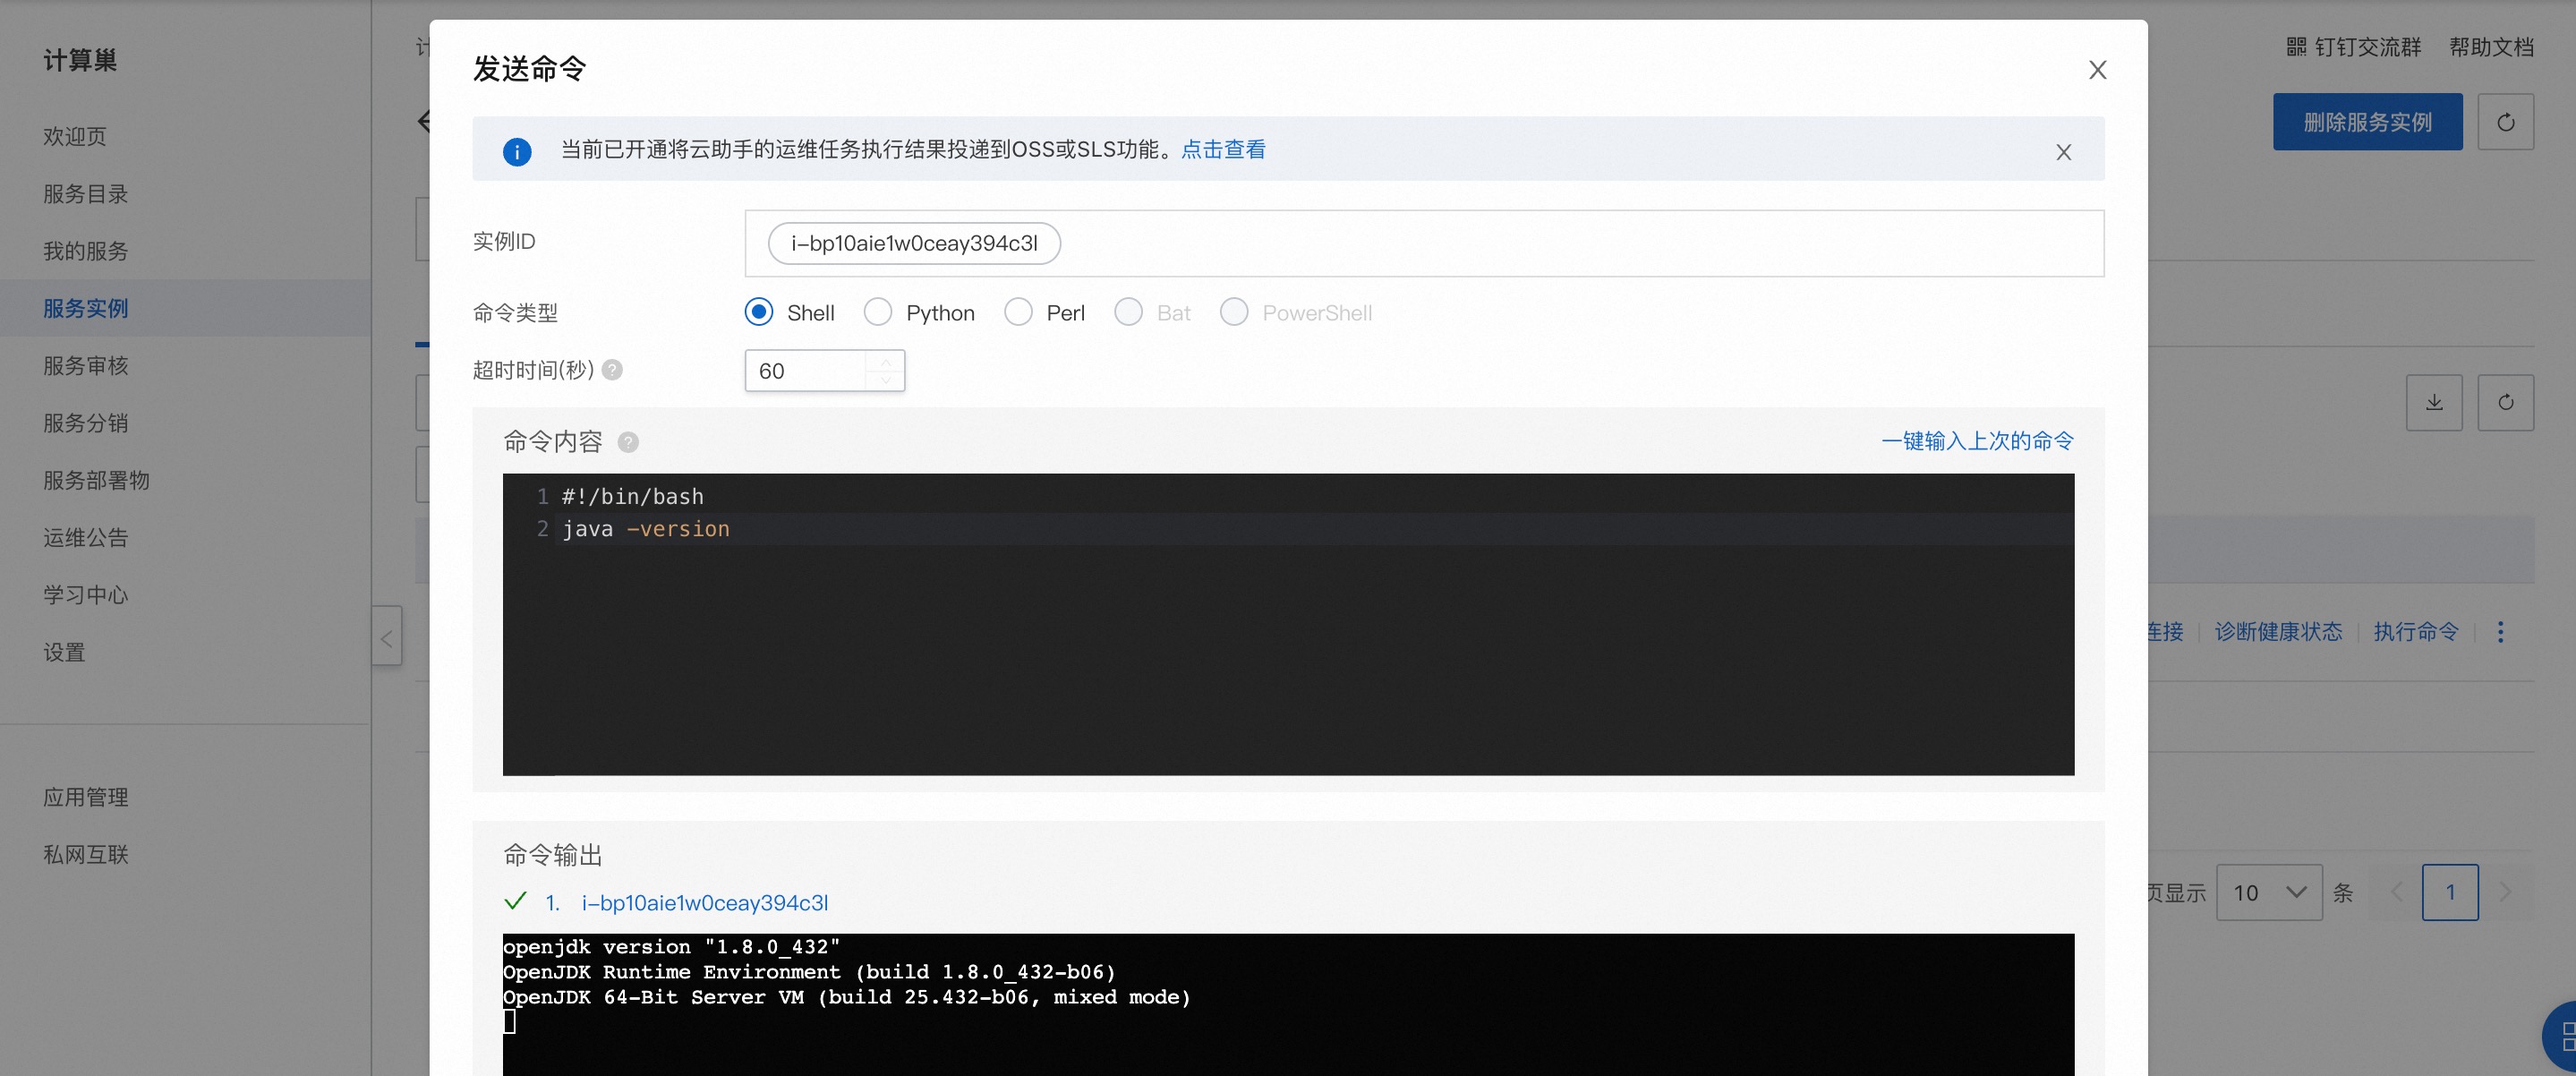 计算巢
欢迎页
服务目录
我的服务
服务实例
服务审核
服务分销
服务部署物
运维公告
学习中心
设置
应用管理
私网互联
钉钉交流群 帮助文档
删除服务实例
发送命令
当前已开通将云助手的运维任务执行结果投递到OSS或SLS功能。点击查看
实例ID i-bp10aie1w0ceay394c3l
命令类型 Shell Python Perl Bat PowerShell
超时时间(秒) ? 60
命令内容 ? 一键输入上次的命令
1 #!/bin/bash
2 java -version
连接 诊断健康状态 执行命令
命令输出
1. i-bp10aie1w0ceay394c3l
openjdk version "1.8.0_432"
OpenJDK Runtime Environment (build 1.8.0_432-b06)
OpenJDK 64-Bit Server VM (build 25.432-b06, mixed mode)
页显示 10 条 1